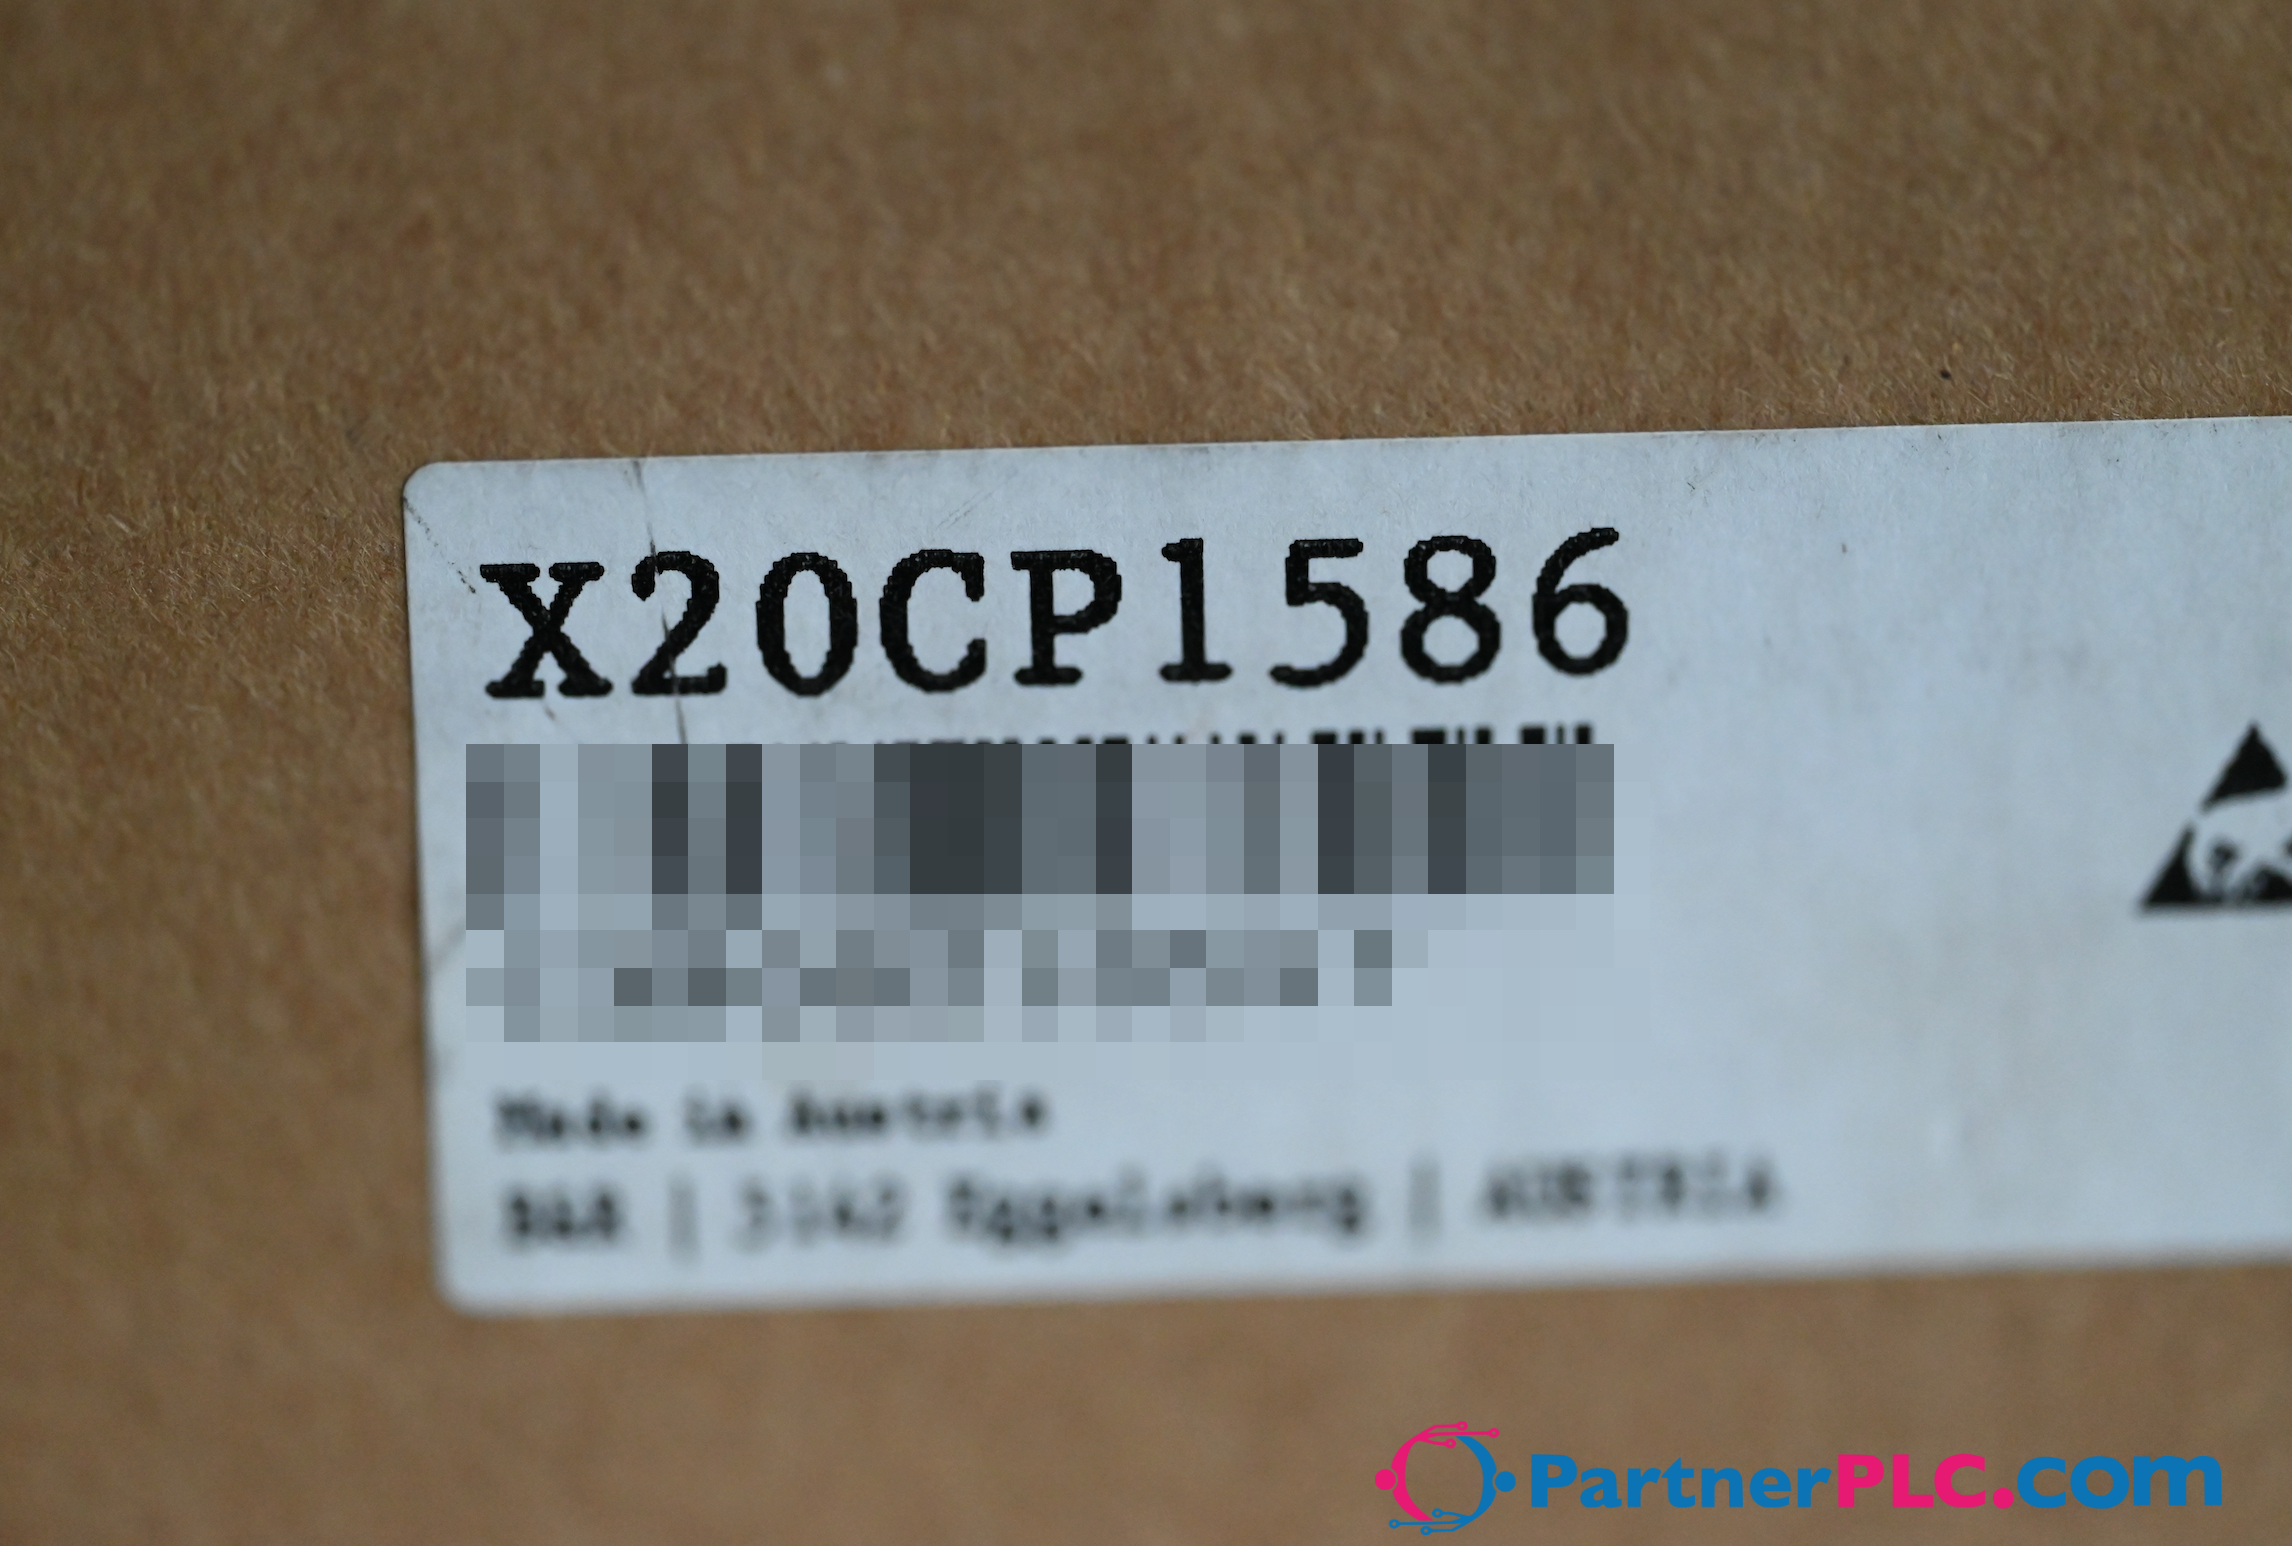 X20CP1586
Made in Austria
B&R | 5142 Eggelsberg | AUSTRIA
PartnerPLC.com